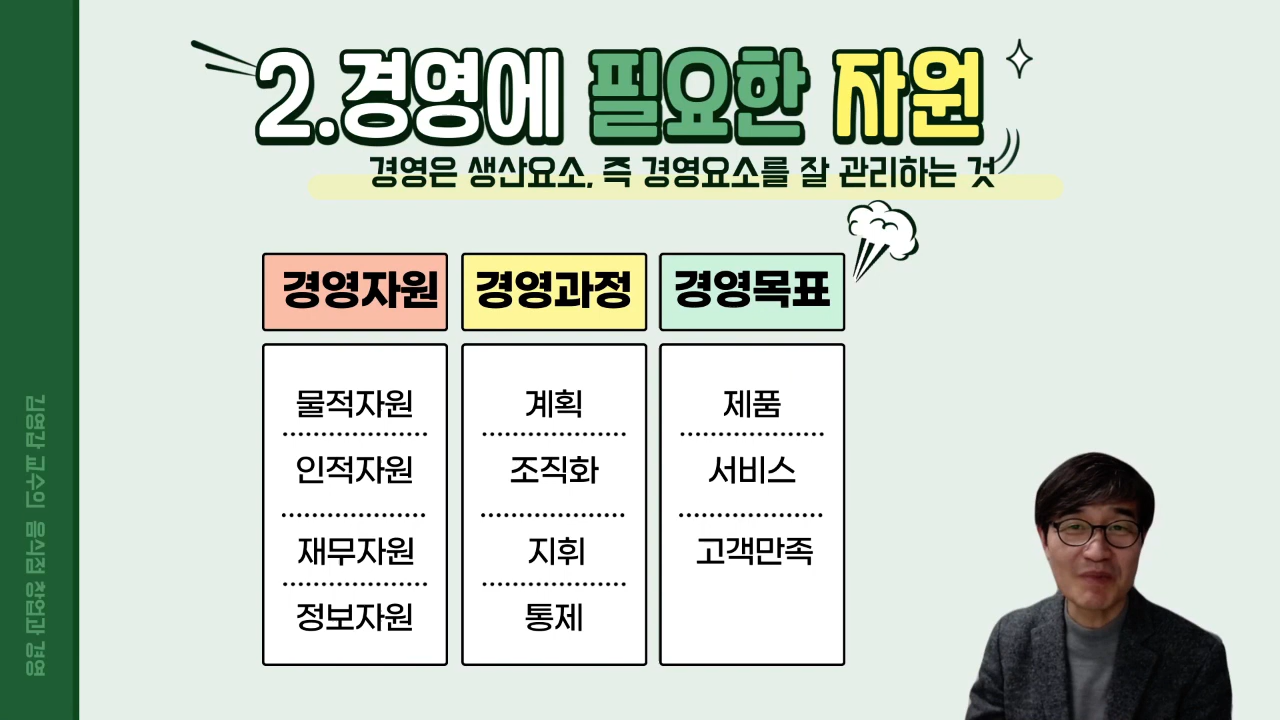 2.경영에 필요한 자원
경영은 생산요소, 즉 경영요소를 잘 관리하는 것
경영자원 경영과정 경영목표
물적자원 계획 제품
인적자원 조직화 서비스
재무자원 지휘 고객만족
정보자원 통제
김영갑 교수의 음식점 창업과 경영